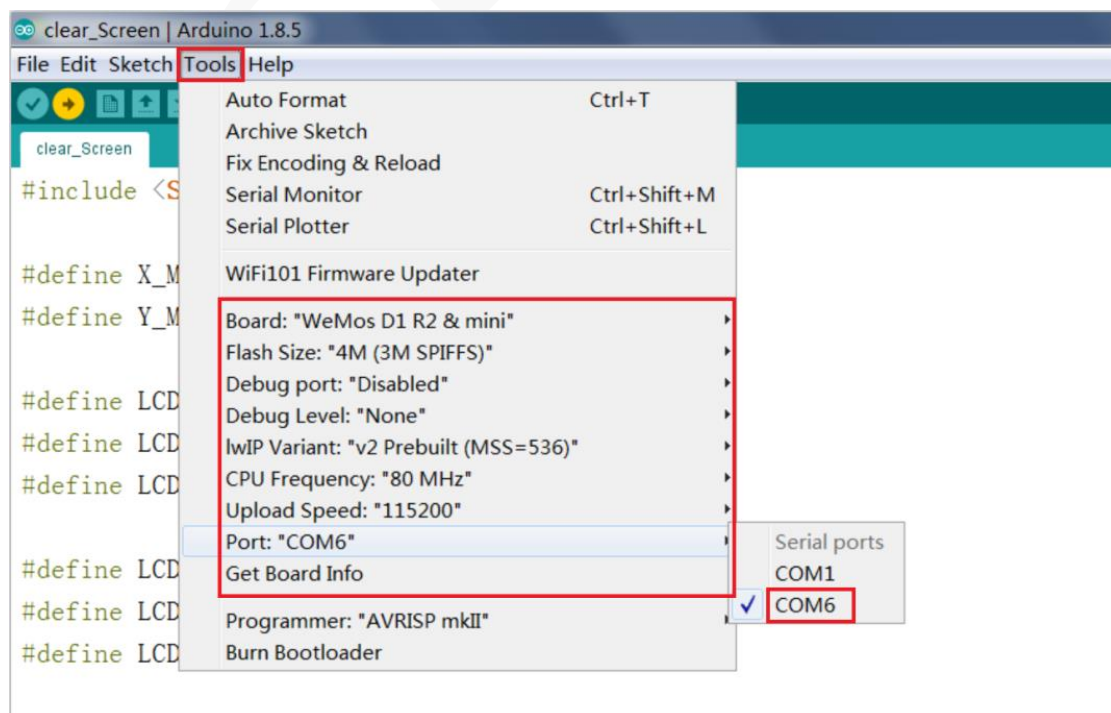 clear_Screen | Arduino 1.8.5
File Edit Sketch Tools Help
clear_Screen
#include <S
#define X_M
#define Y_M
#define LCD
#define LCD
#define LCD
#define LCD
#define LCD
#define LCD
Auto Format Ctrl+T
Archive Sketch
Fix Encoding & Reload
Serial Monitor Ctrl+Shift+M
Serial Plotter Ctrl+Shift+L
WiFi101 Firmware Updater
Board: "WeMos D1 R2 & mini"
Flash Size: "4M (3M SPIFFS)"
Debug port: "Disabled"
Debug Level: "None"
lwIP Variant: "v2 Prebuilt (MSS=536)"
CPU Frequency: "80 MHz"
Upload Speed: "115200"
Port: "COM6"
Get Board Info
Programmer: "AVRISP mkII"
Burn Bootloader
Serial ports
COM1
COM6